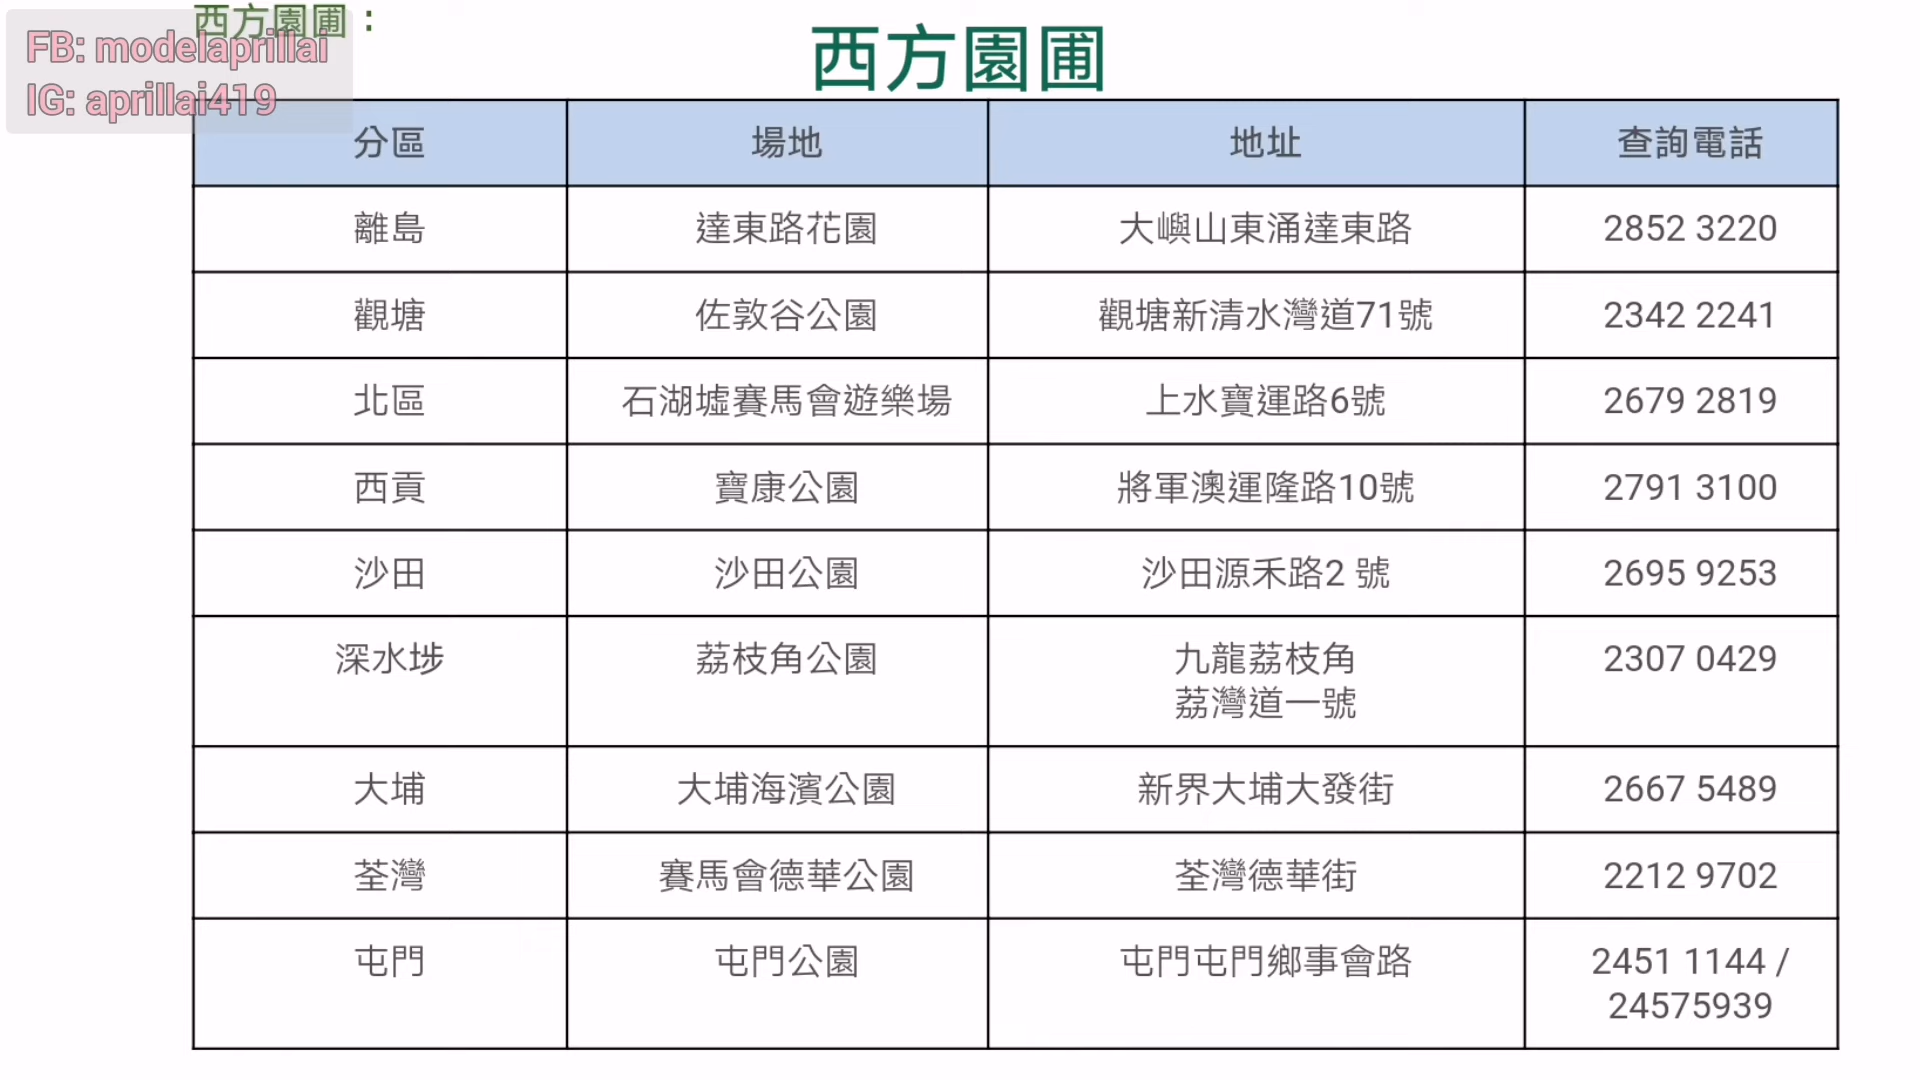 西方園圃：
FB: modelaprillai
IG: aprillai419
西方園圃
分區 場地 地址 查詢電話
離島 達東路花園 大嶼山東涌達東路 2852 3220
觀塘 佐敦谷公園 觀塘新清水灣道71號 2342 2241
北區 石湖墟賽馬會遊樂場 上水寶運路6號 2679 2819
西貢 寶康公園 將軍澳運隆路10號 2791 3100
沙田 沙田公園 沙田源禾路2 號 2695 9253
深水埗 荔枝角公園 九龍荔枝角 2307 0429
荔灣道一號
大埔 大埔海濱公園 新界大埔大發街 2667 5489
荃灣 賽馬會德華公園 荃灣德華街 2212 9702
屯門 屯門公園 屯門屯門鄉事會路 2451 1144 /
24575939